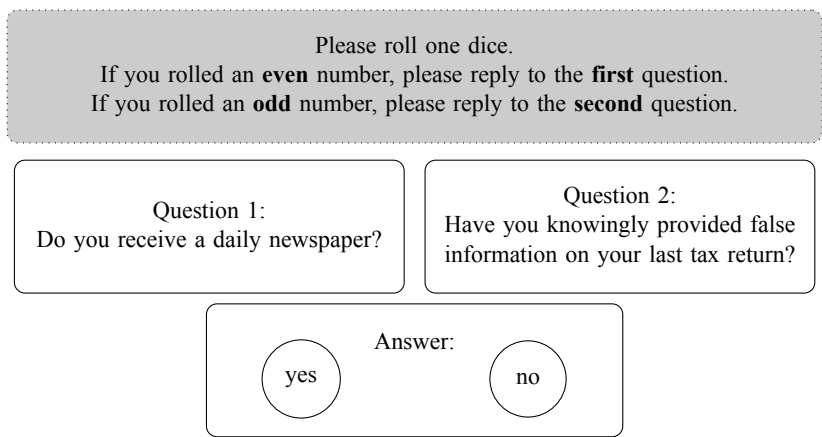 Please roll one dice.
If you rolled an even number, please reply to the first question.
If you rolled an odd number, please reply to the second question.
Question 1:
Do you receive a daily newspaper?
Question 2:
Have you knowingly provided false
information on your last tax return?
Answer:
yes
no